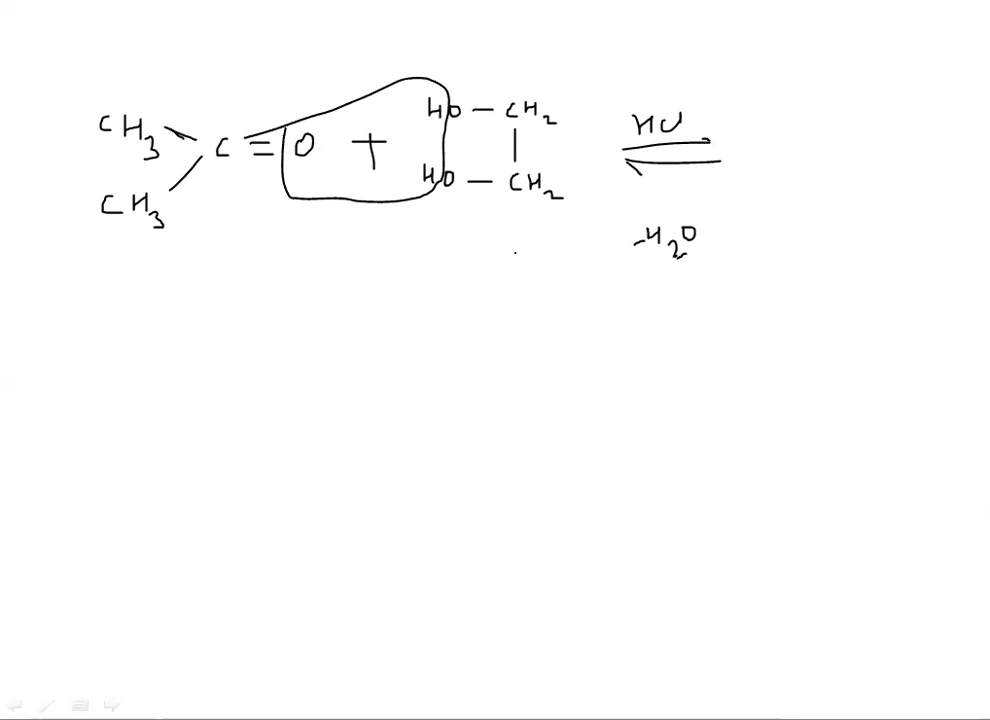 CH3 HO — CH2 HCl
C = O + |
CH3 HO — CH2
-H2O